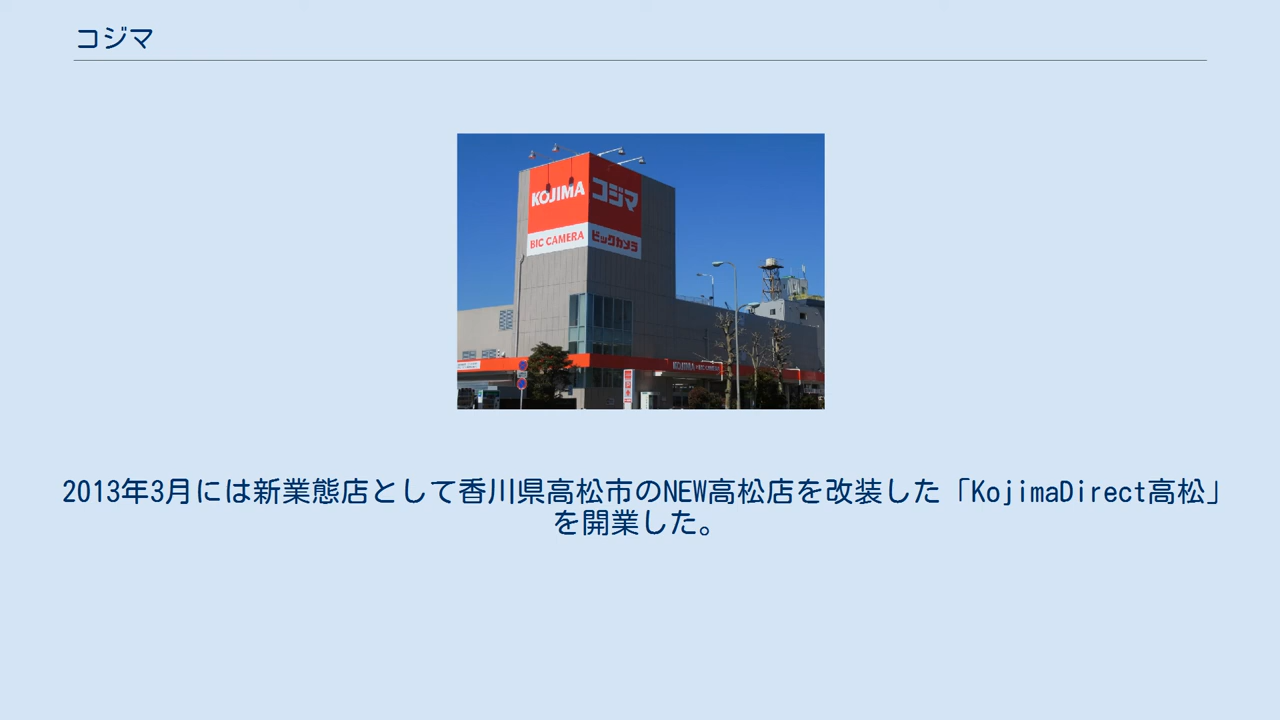 コジマ
KOJIMA
コジマ
BIC CAMERA
ビックカメラ
KOJIMA
2013年3月には新業態店として香川県高松市のNEW高松店を改装した「KojimaDirect高松」
を開業した。